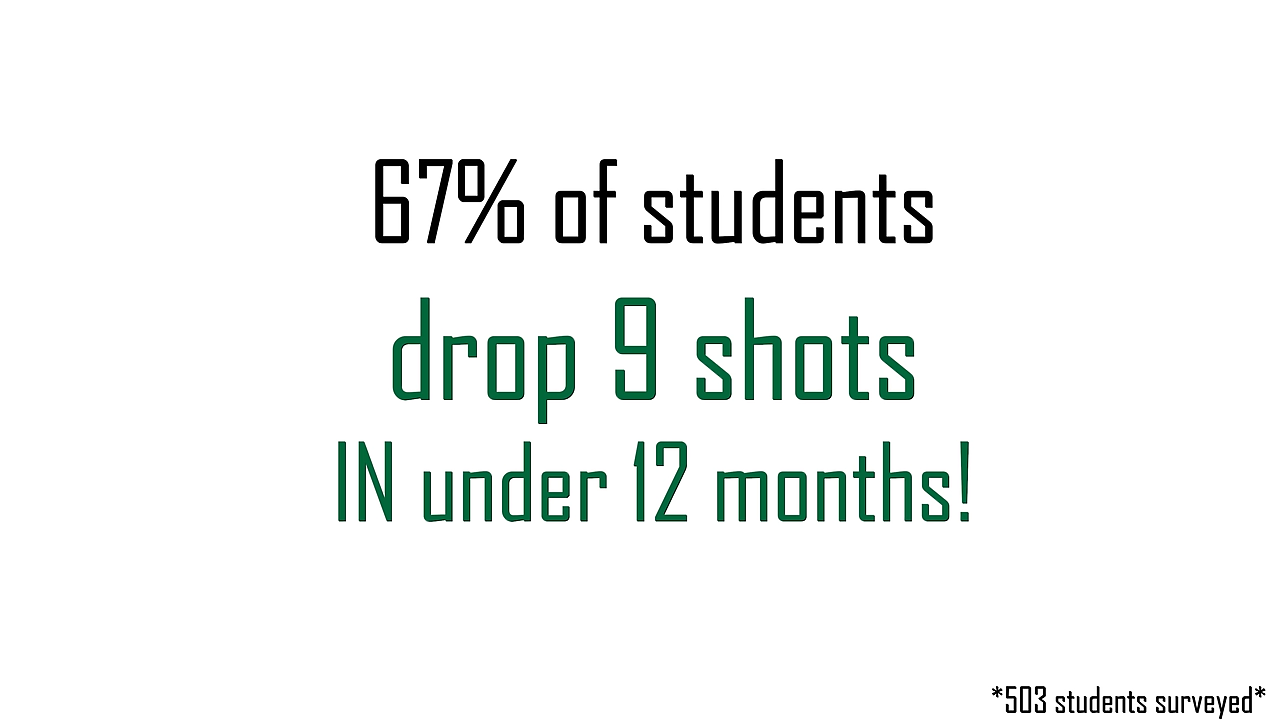 67% of students
drop 9 shots
IN under 12 months!
*503 students surveyed*